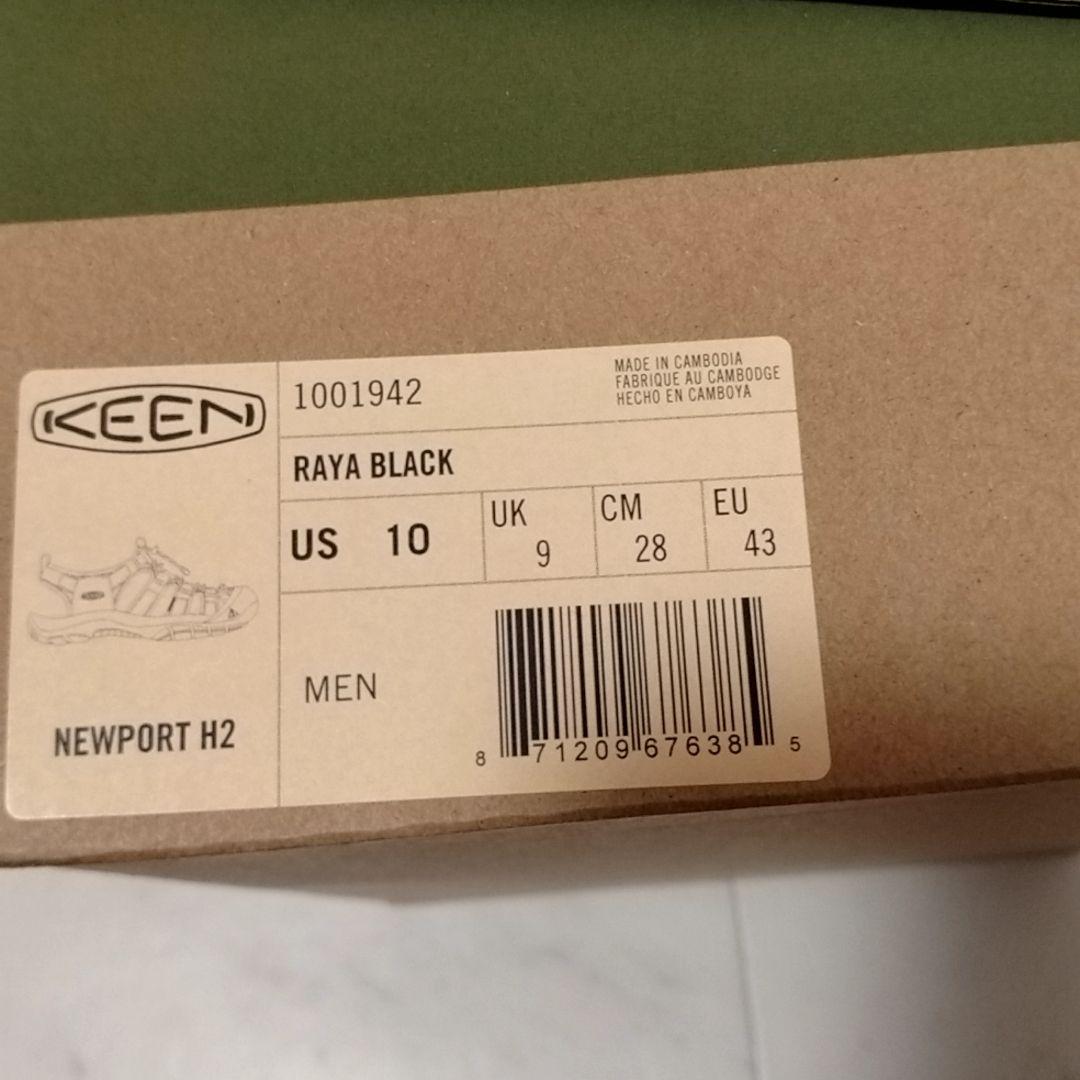 KEEN
1001942
MADE IN CAMBODIA
FABRIQUE AU CAMBODGE
HECHO EN CAMBOYA
RAYA BLACK
US 10
UK 9
CM 28
EU 43
MEN
NEWPORT H2
8 71209 67638 5